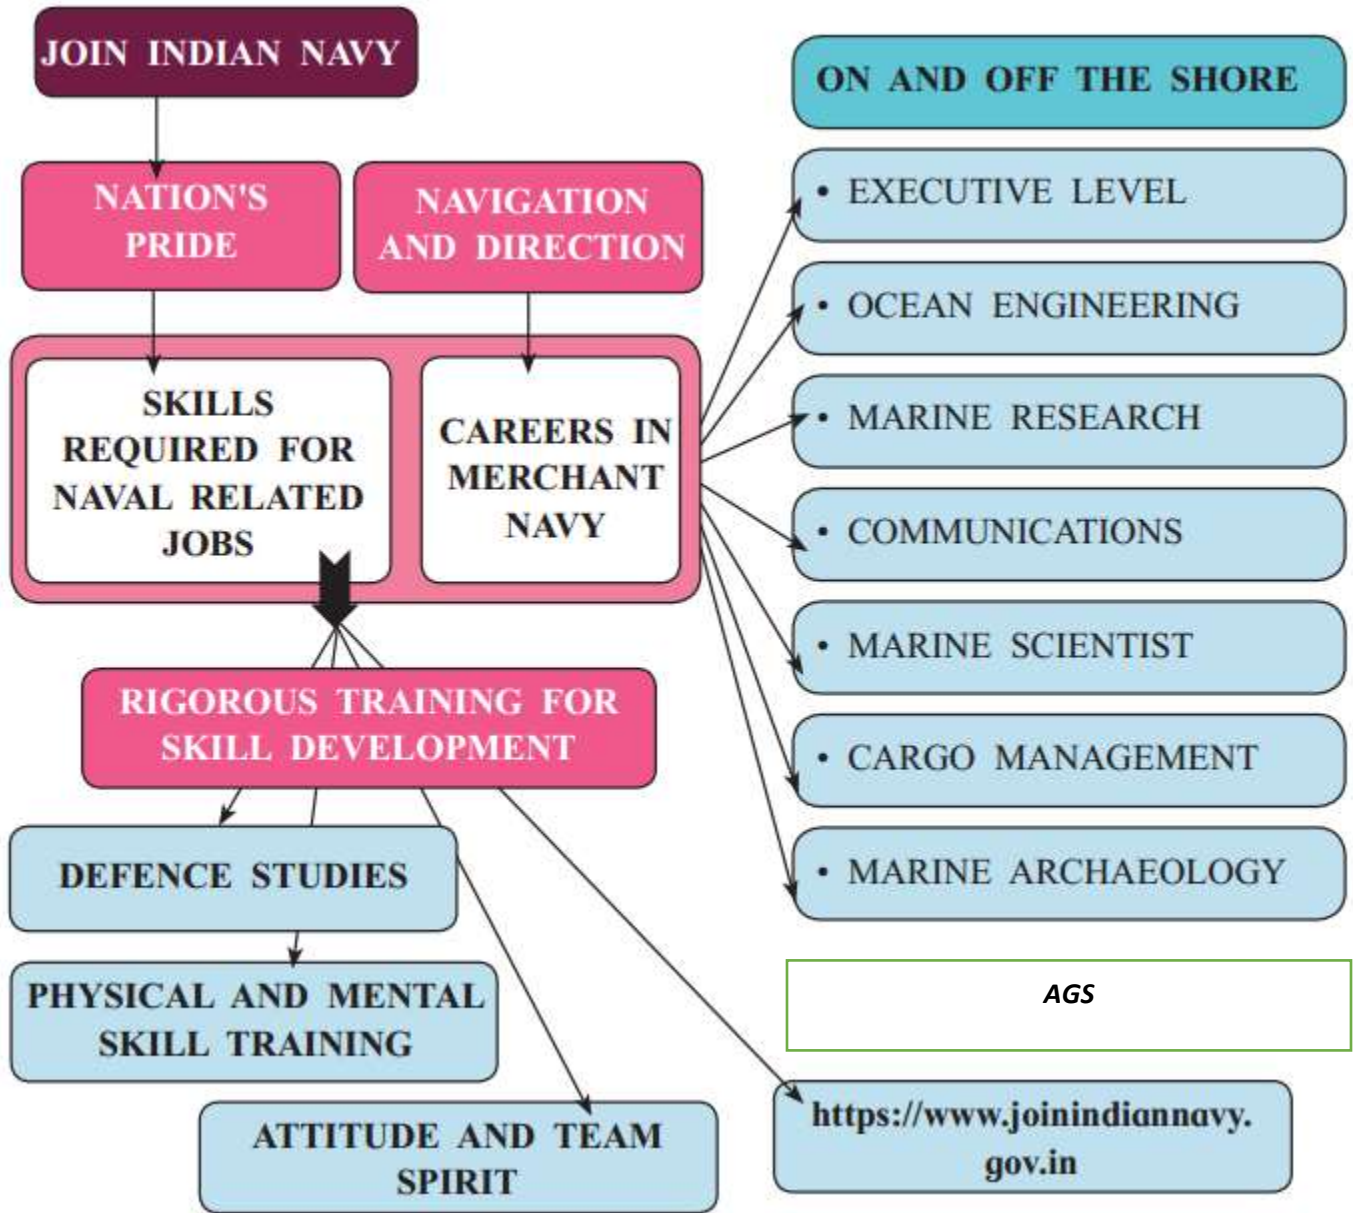 JOIN INDIAN NAVY
NATION'S
PRIDE
NAVIGATION
AND DIRECTION
SKILLS
REQUIRED FOR
NAVAL RELATED
JOBS
CAREERS IN
MERCHANT
NAVY
RIGOROUS TRAINING FOR
SKILL DEVELOPMENT
DEFENCE STUDIES
PHYSICAL AND MENTAL
SKILL TRAINING
ATTITUDE AND TEAM
SPIRIT
ON AND OFF THE SHORE
• EXECUTIVE LEVEL
• OCEAN ENGINEERING
• MARINE RESEARCH
• COMMUNICATIONS
• MARINE SCIENTIST
• CARGO MANAGEMENT
• MARINE ARCHAEOLOGY
AGS
https://www.joinindiannavy.
gov.in